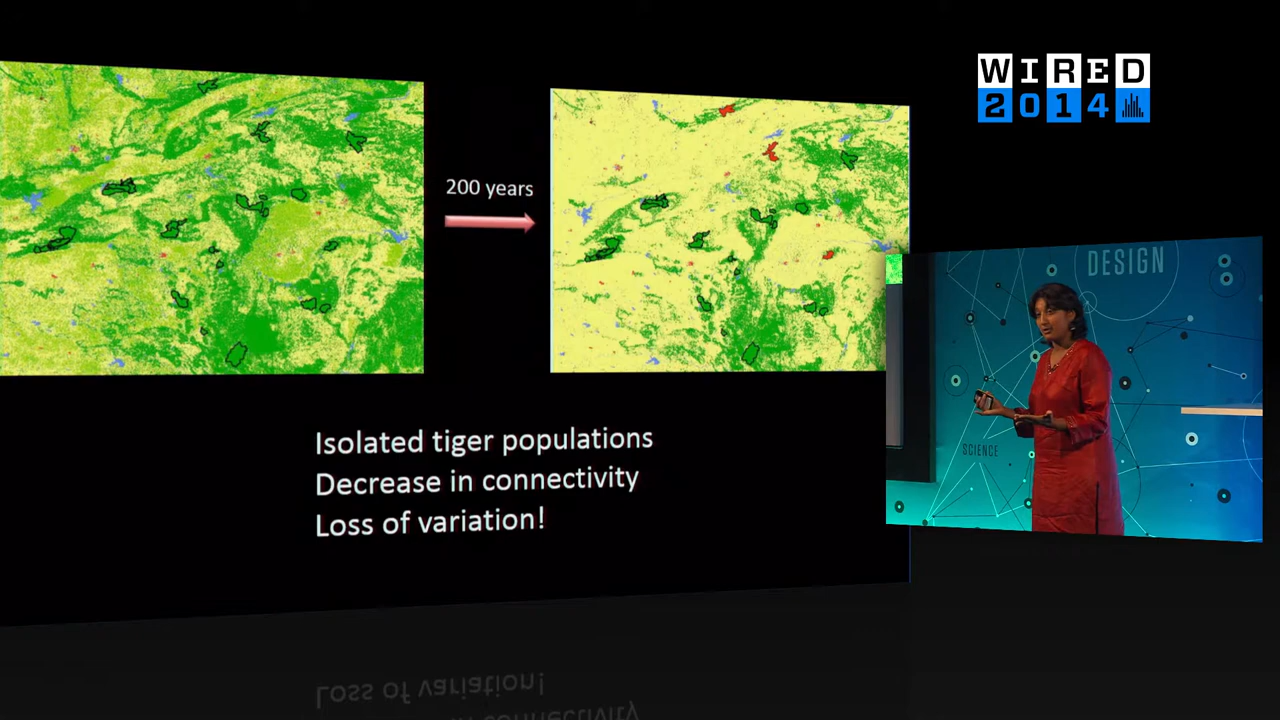 WIRED
2014
200 years
DESIGN
SCIENCE
Isolated tiger populations
Decrease in connectivity
Loss of variation!